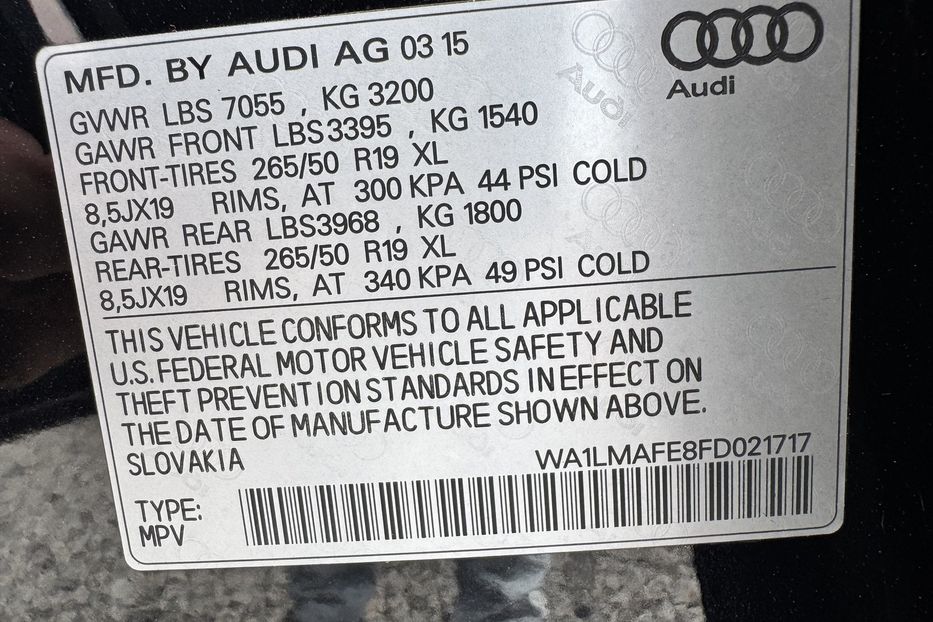 MFD. BY AUDI AG 03 15
Audi
GVWR LBS 7055 , KG 3200
GAWR FRONT LBS3395 , KG 1540
FRONT-TIRES 265/50 R19 XL
8,5JX19 RIMS, AT 300 KPA 44 PSI COLD
GAWR REAR LBS3968 , KG 1800
REAR-TIRES 265/50 R19 XL
8,5JX19 RIMS, AT 340 KPA 49 PSI COLD
THIS VEHICLE CONFORMS TO ALL APPLICABLE
U.S. FEDERAL MOTOR VEHICLE SAFETY AND
THEFT PREVENTION STANDARDS IN EFFECT ON
THE DATE OF MANUFACTURE SHOWN ABOVE.
SLOVAKIA WA1LMAFE8FD021717
TYPE:
MPV